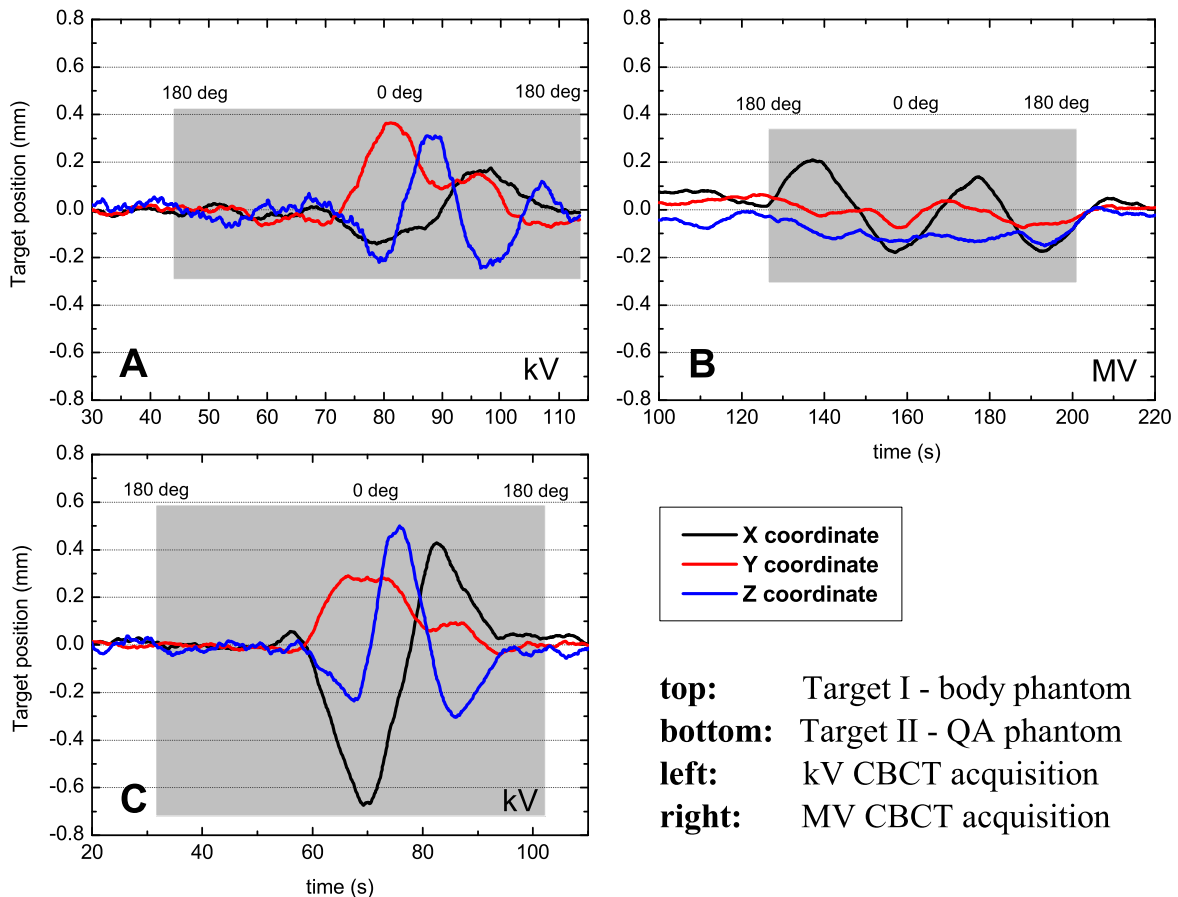 0.8
0.6
0.4
0.2
0.0
-0.2
-0.4
-0.6
-0.8
Target position (mm)
180 deg
0 deg
180 deg
A
kV
30 40 50 60 70 80 90 100 110
0.8
0.6
0.4
0.2
0.0
-0.2
-0.4
-0.6
-0.8
180 deg
0 deg
180 deg
B
MV
100 120 140 160 180 200 220
time (s)
0.8
0.6
0.4
0.2
0.0
-0.2
-0.4
-0.6
-0.8
Target position (mm)
180 deg
0 deg
180 deg
C
kV
20 40 60 80 100
time (s)
X coordinate
Y coordinate
Z coordinate
top: Target I - body phantom
bottom: Target II - QA phantom
left: kV CBCT acquisition
right: MV CBCT acquisition